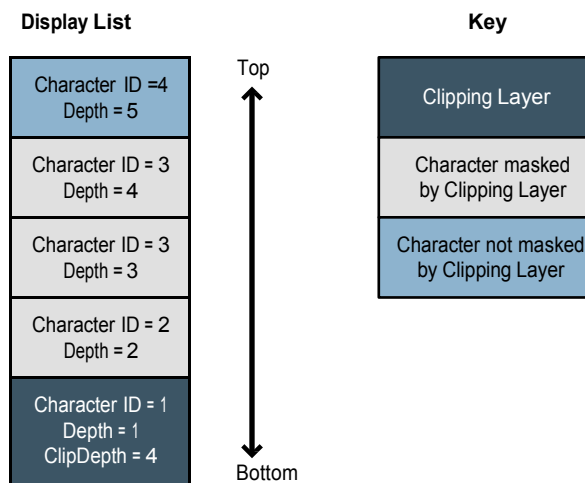 Display List
Character ID =4
Depth = 5
Character ID = 3
Depth = 4
Character ID = 3
Depth = 3
Character ID = 2
Depth = 2
Character ID = 1
Depth = 1
ClipDepth = 4
Top
Bottom
Key
Clipping Layer
Character masked
by Clipping Layer
Character not masked
by Clipping Layer